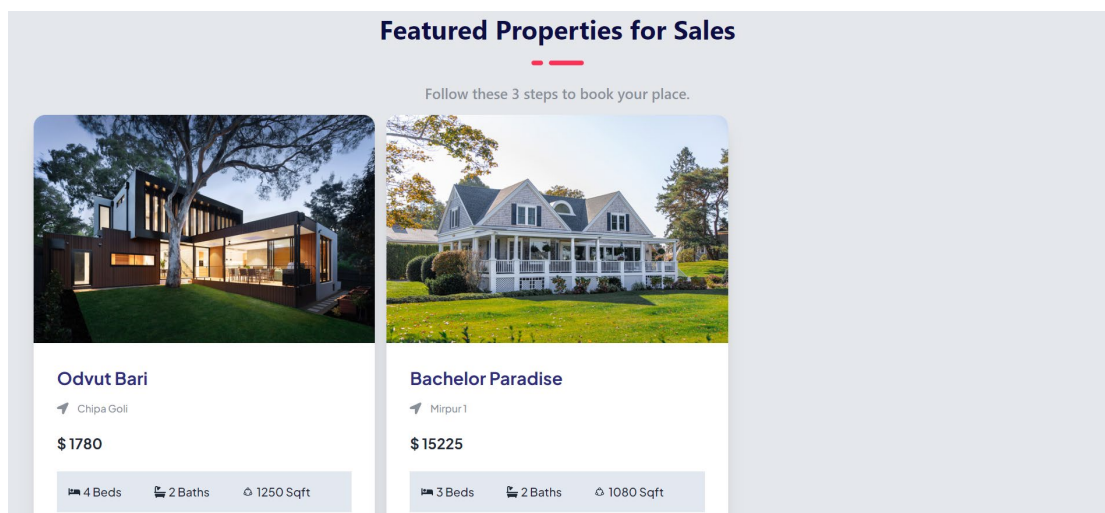 Featured Properties for Sales
Follow these 3 steps to book your place.
Odvut Bari
Chipa Goli
$ 1780
4 Beds 2 Baths 1250 Sqft
Bachelor Paradise
Mirpur 1
$ 15225
3 Beds 2 Baths 1080 Sqft